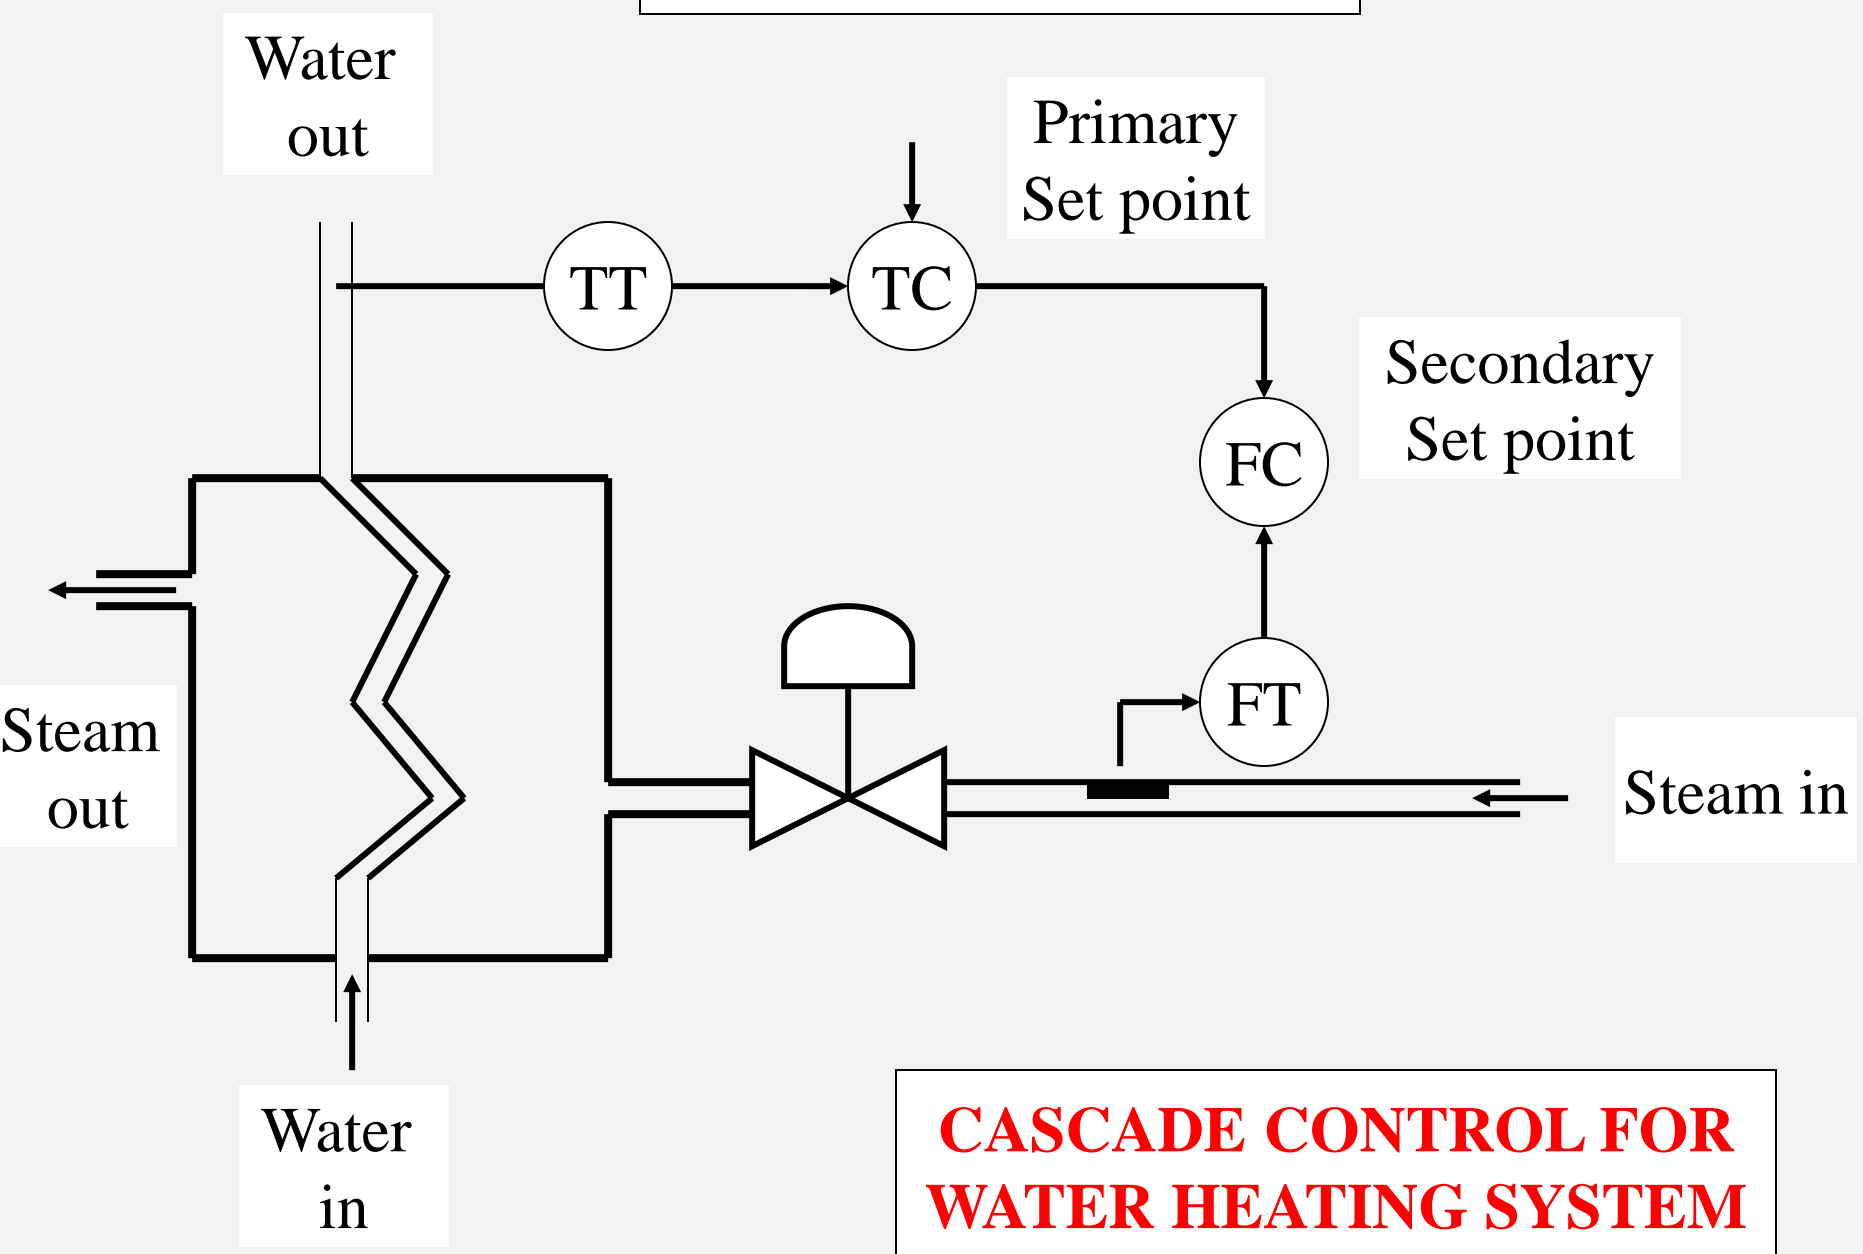 Water
out
Primary
Set point
TT
TC
Secondary
Set point
FC
FT
Steam
out
Steam in
Water
in
CASCADE CONTROL FOR
WATER HEATING SYSTEM